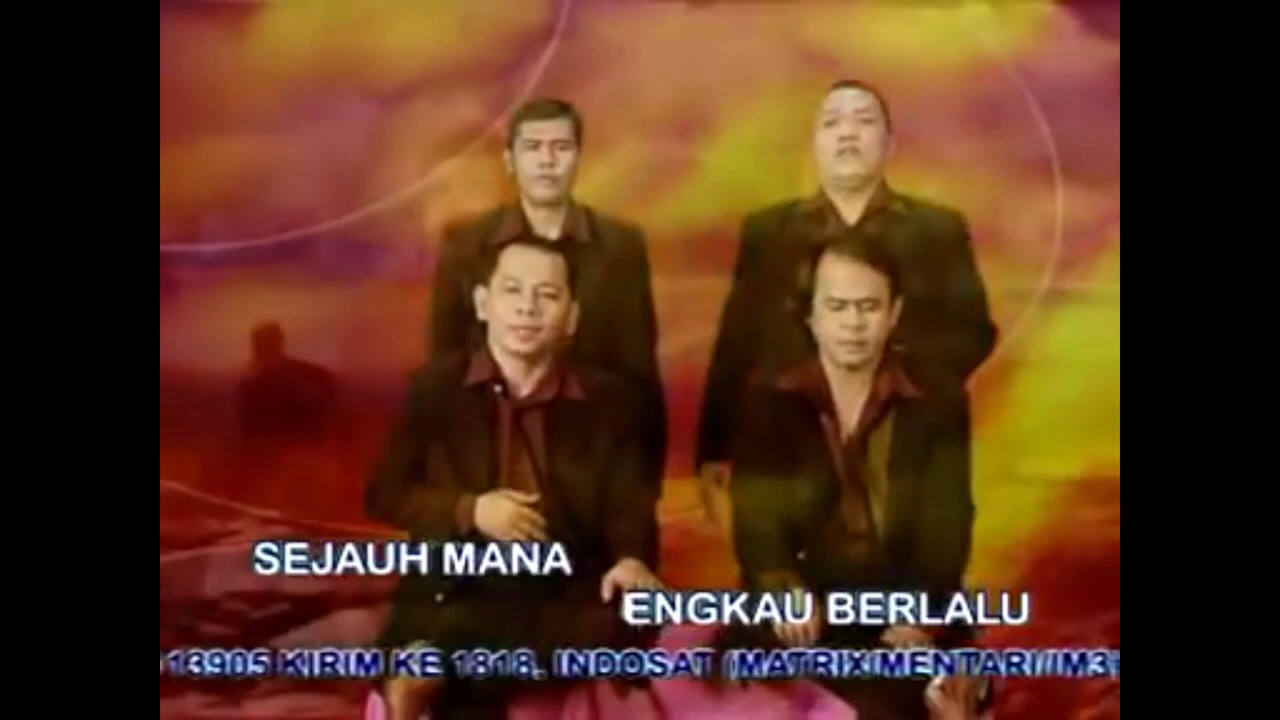 SEJAUH MANA
ENGKAU BERLALU
13905 KIRIM KE 1818, INDOSAT (MATRIX/MENTARI/IM3)